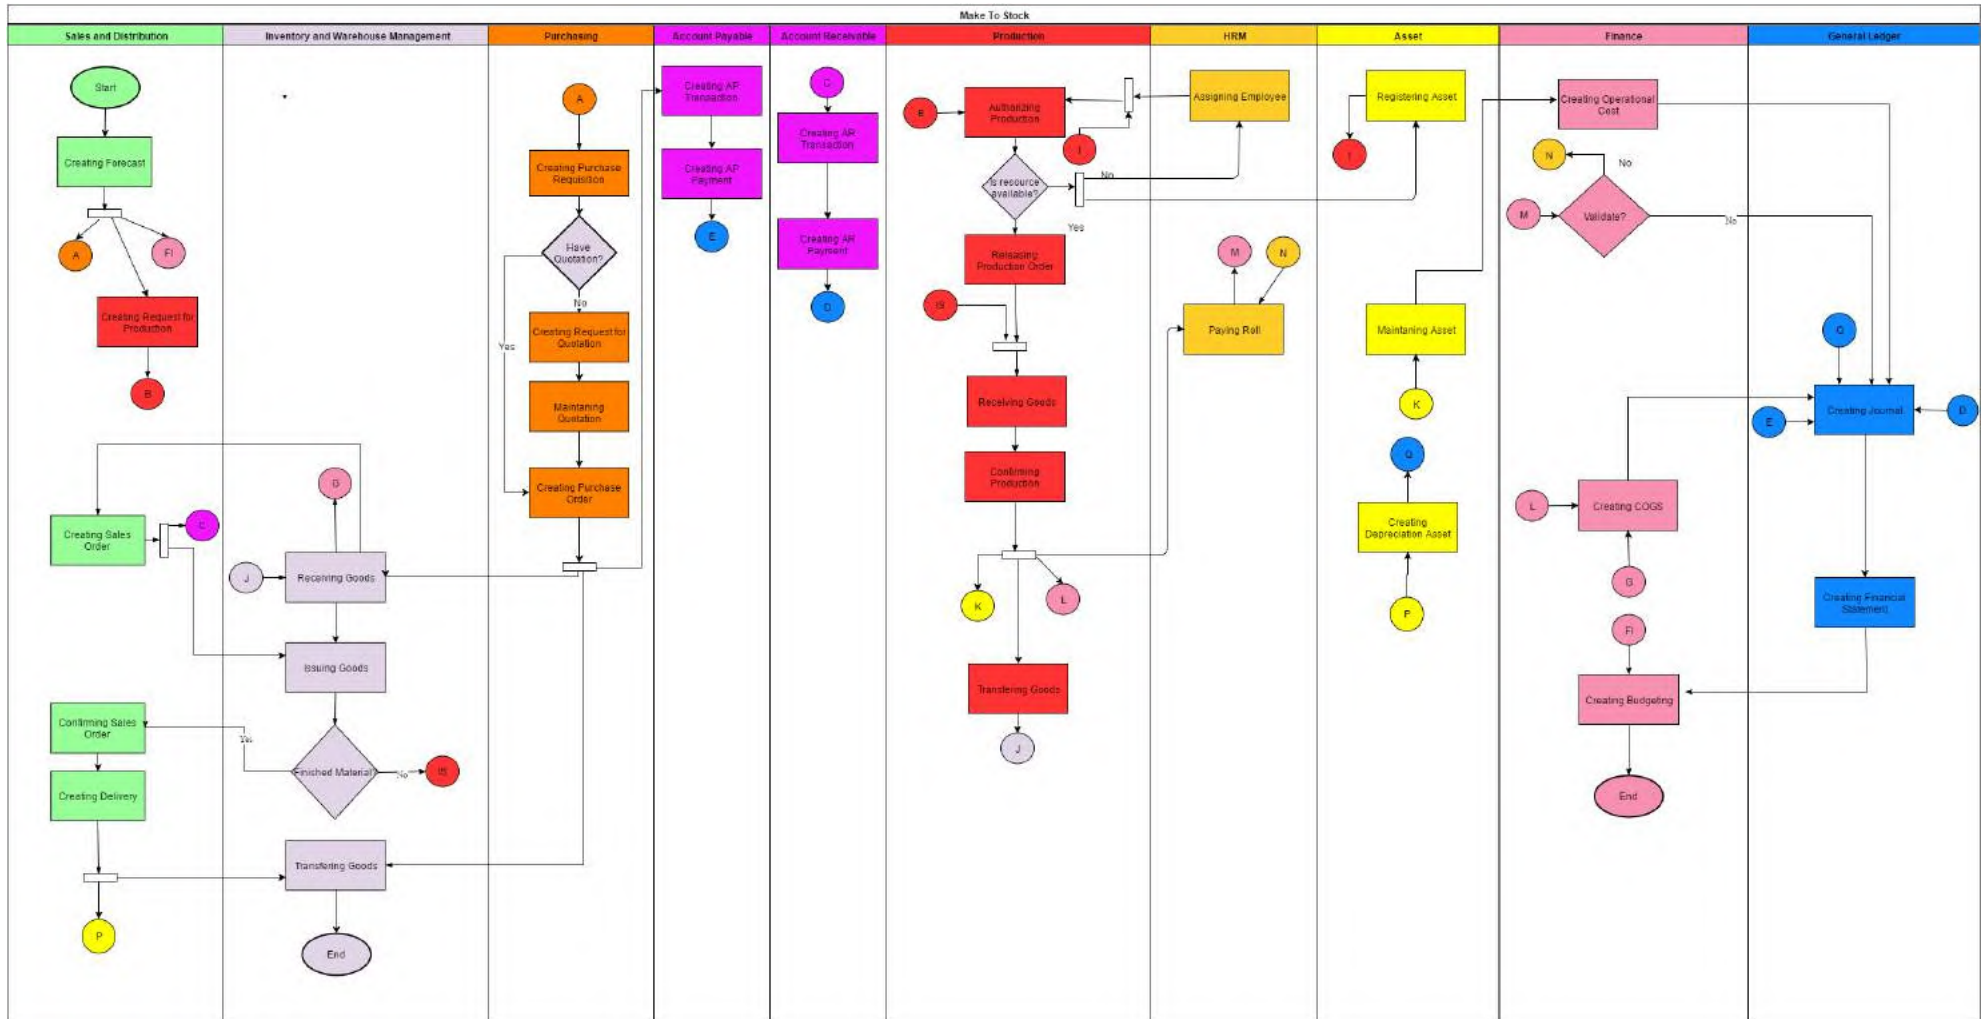 Make To Stock
Sales and Distribution
Inventory and Warehouse Management
Purchasing
Account Payable
Account Receivable
Production
HRM
Asset
Finance
General Ledger
Start
Creating Forecast
A
FI
Creating Request for
Production
B
Creating Sales
Order
C
Confirming Sales
Order
Creating Delivery
P
G
J
Receiving Goods
Issuing Goods
Yes
Finished Material?
No
IS
Transfering Goods
End
A
Creating Purchase
Requisition
Have
Quotation?
No
Yes
Creating Request for
Quotation
Maintaning
Quotation
Creating Purchase
Order
Creating AP
Transaction
Creating AP
Payment
E
C
Creating AR
Transaction
Creating AR
Payment
D
B
Authorizing
Production
I
Is resource
available?
No
Yes
Releasing
Production Order
IS
Receiving Goods
Confirming
Production
K
L
Transfering Goods
J
Assigning Employee
M
N
Paying Roll
Registering Asset
I
Maintaning Asset
K
Q
Creating
Depreciation Asset
P
Creating Operational
Cost
N
No
M
Validate?
No
L
Creating COGS
G
FI
Creating Budgeting
End
Q
Creating Journal
E
D
Creating Financial
Statement